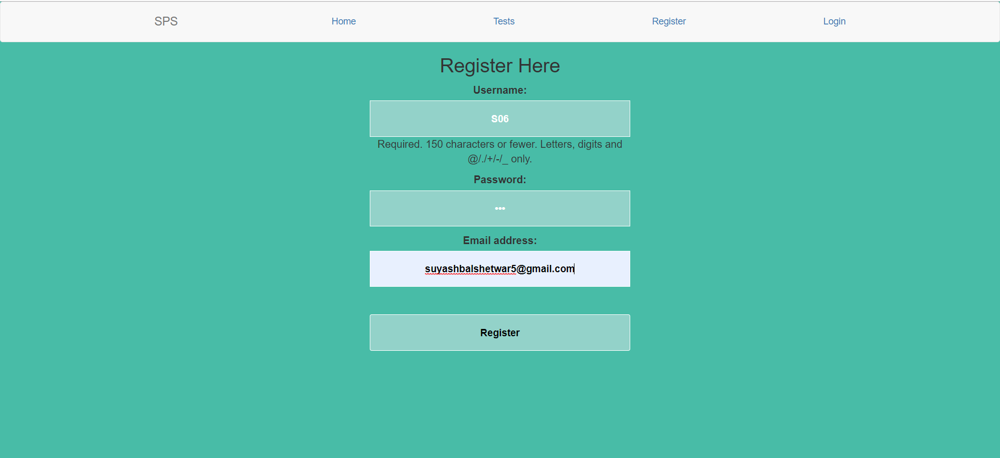 SPS Home Tests Register Login
Register Here
Username:
S06
Required. 150 characters or fewer. Letters, digits and
@/./+/-/_ only.
Password:
•••
Email address:
suyashbalshetwar5@gmail.com
Register